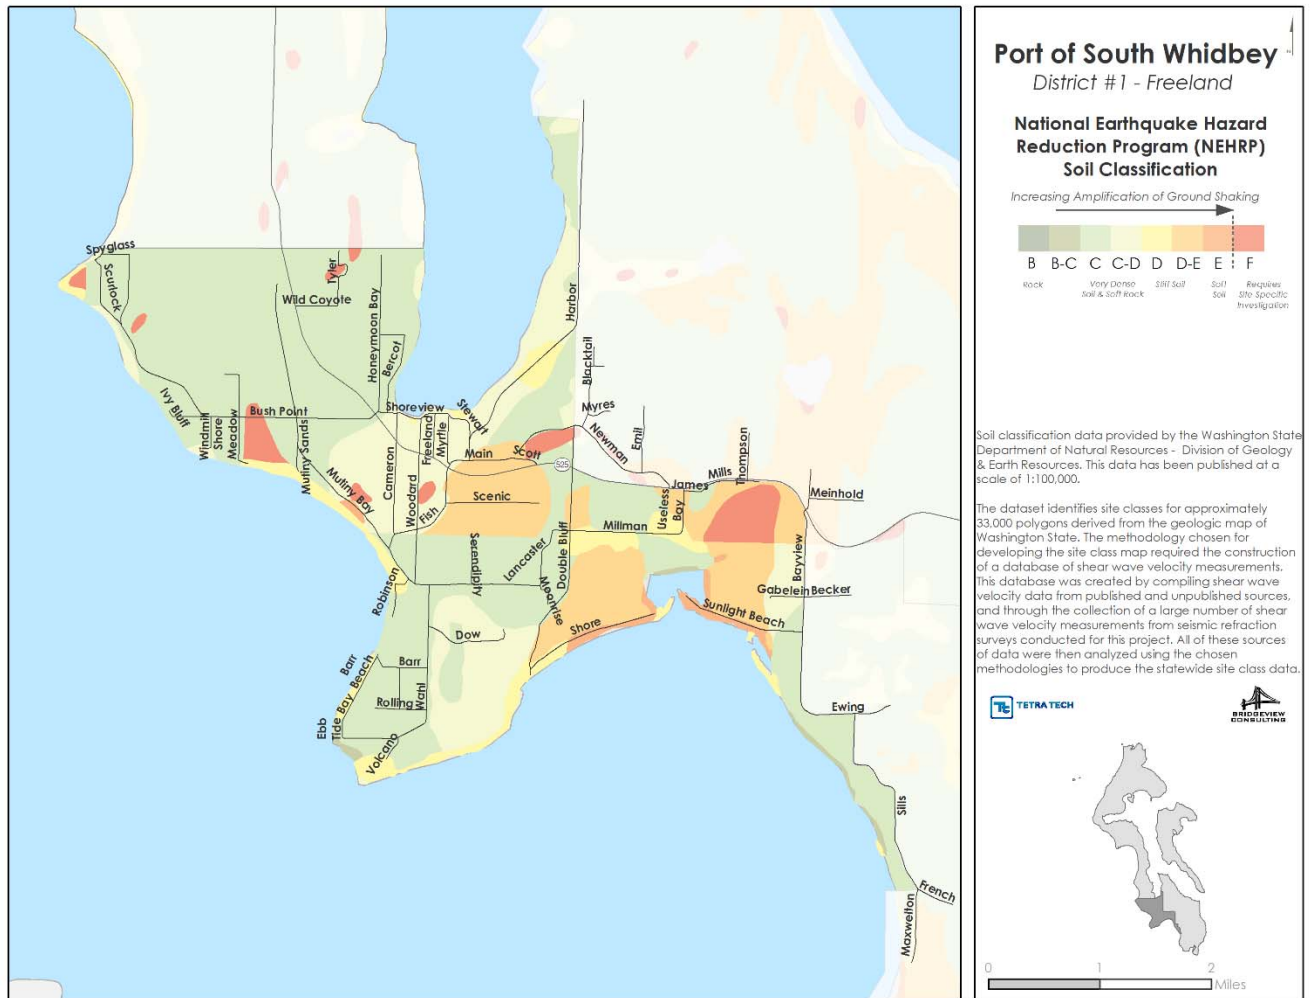 Port of South Whidbey
District #1 - Freeland
National Earthquake Hazard
Reduction Program (NEHRP)
Soil Classification
Increasing Amplification of Ground Shaking
B B-C C C-D D D-E E F
Rock
Very Dense
Soil & Soft Rock
Stiff Soil
Soft
Soil
Requires
Site Specific
Investigation
Soil classification data provided by the Washington State
Department of Natural Resources - Division of Geology
& Earth Resources. This data has been published at a
scale of 1:100,000.
The dataset identifies site classes for approximately
33,000 polygons derived from the geologic map of
Washington State. The methodology chosen for
developing the site class map required the construction
of a database of shear wave velocity measurements.
This database was created by compiling shear wave
velocity data from published and unpublished sources,
and through the collection of a large number of shear
wave velocity measurements from seismic refraction
surveys conducted for this project. All of these sources
of data were then analyzed using the chosen
methodologies to produce the statewide site class data.
TETRA TECH
BRIDGEVIEW
CONSULTING
0 1 2
Miles
Spyglass
Scurlock
Tyler
Wild Coyote
Honeymoon Bay
Bercot
Harbor
Blacktail
Ivy Bluff
Windmill
Shore
Meadow
Bush Point
Mutiny Sands
Shoreview
Stewart
Myres
Newman
Emil
Freeland
Myrtle
Main
Scott
525
Cameron
Woodard
Mutiny Bay
Fish
Scenic
James
Mills
Thompson
Meinhold
Useless
Bay
Millman
Double Bluff
Lancaster
Serendipity
Moonrise
Robinson
Bayview
Gabelein
Becker
Sunlight Beach
Shore
Dow
Barr
Barr
Beach
Rolling
Wahl
Ebb
Tide Bay
Volcano
Ewing
Sills
French
Maxwelton